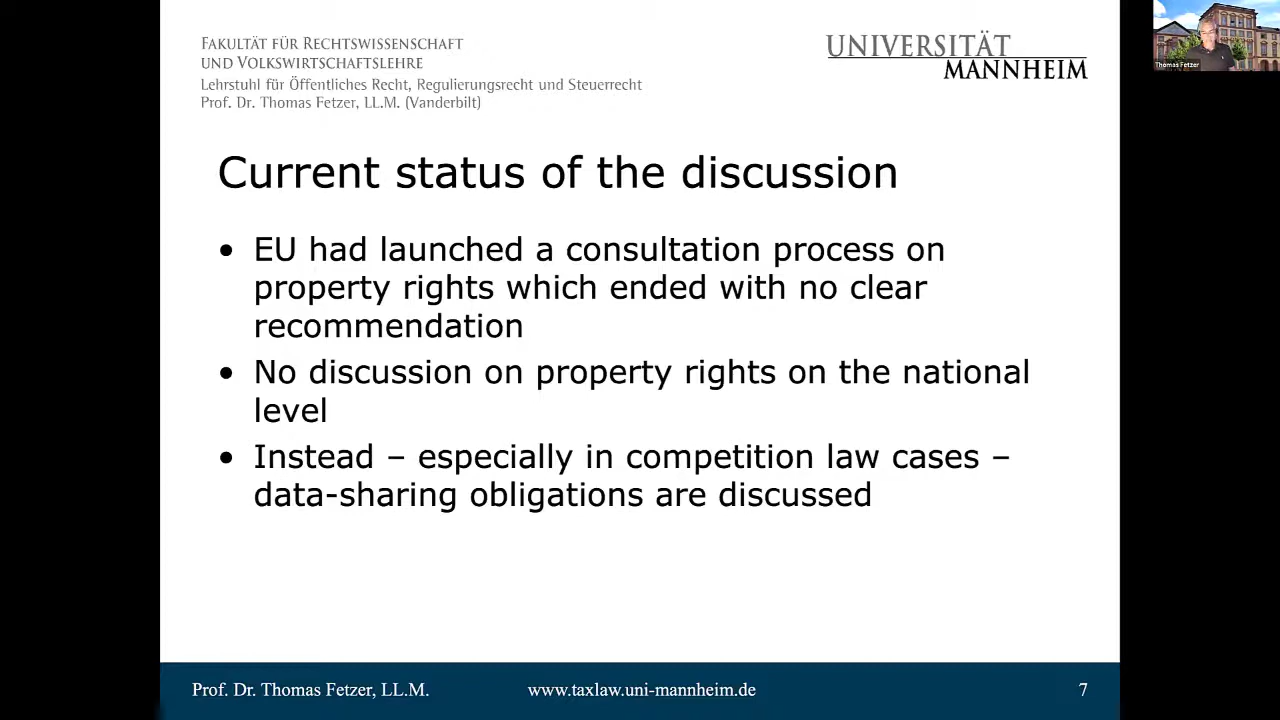 FAKULTÄT FÜR RECHTSWISSENSCHAFT
UND VOLKSWIRTSCHAFTSLEHRE
Lehrstuhl für Öffentliches Recht, Regulierungsrecht und Steuerrecht
Prof. Dr. Thomas Fetzer, LL.M. (Vanderbilt)
UNIVERSITÄT
MANNHEIM
Thomas Fetzer
Current status of the discussion
• EU had launched a consultation process on
property rights which ended with no clear
recommendation
• No discussion on property rights on the national
level
• Instead – especially in competition law cases –
data-sharing obligations are discussed
Prof. Dr. Thomas Fetzer, LL.M.
www.taxlaw.uni-mannheim.de
7